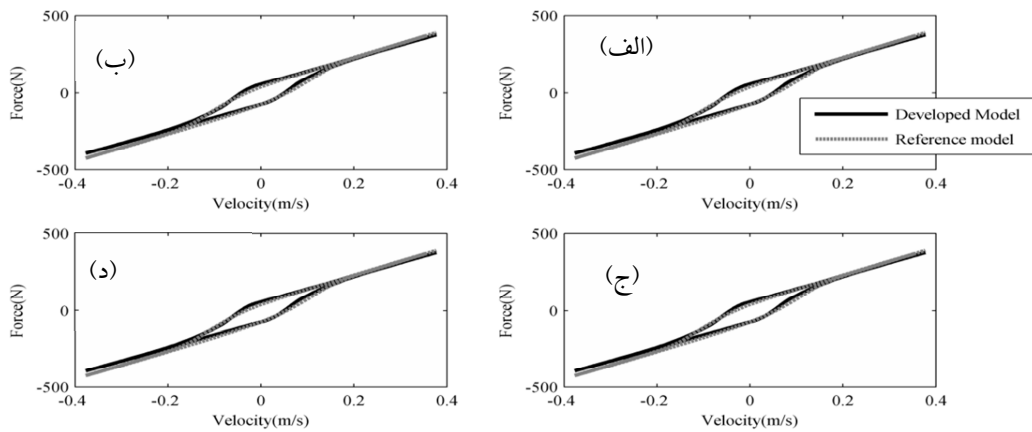 500
0
-500
Force(N)
(ب)
-0.4
-0.2
0
0.2
0.4
Velocity(m/s)
500
0
-500
Force(N)
(الف)
Developed Model
Reference model
-0.4
-0.2
0
0.2
0.4
Velocity(m/s)
500
0
-500
Force(N)
(د)
-0.4
-0.2
0
0.2
0.4
Velocity(m/s)
500
0
-500
Force(N)
(ج)
-0.4
-0.2
0
0.2
0.4
Velocity(m/s)